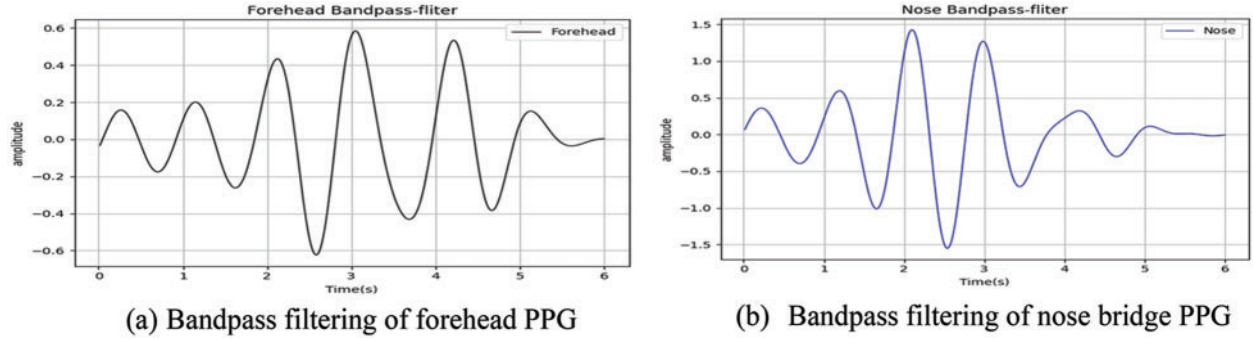 Forehead Bandpass-fliter
Forehead
amplitude
0.6
0.4
0.2
0.0
−0.2
−0.4
−0.6
0 1 2 3 4 5 6
Time(s)
(a) Bandpass filtering of forehead PPG
Nose Bandpass-fliter
Nose
amplitude
1.5
1.0
0.5
0.0
−0.5
−1.0
−1.5
0 1 2 3 4 5 6
Time(s)
(b) Bandpass filtering of nose bridge PPG